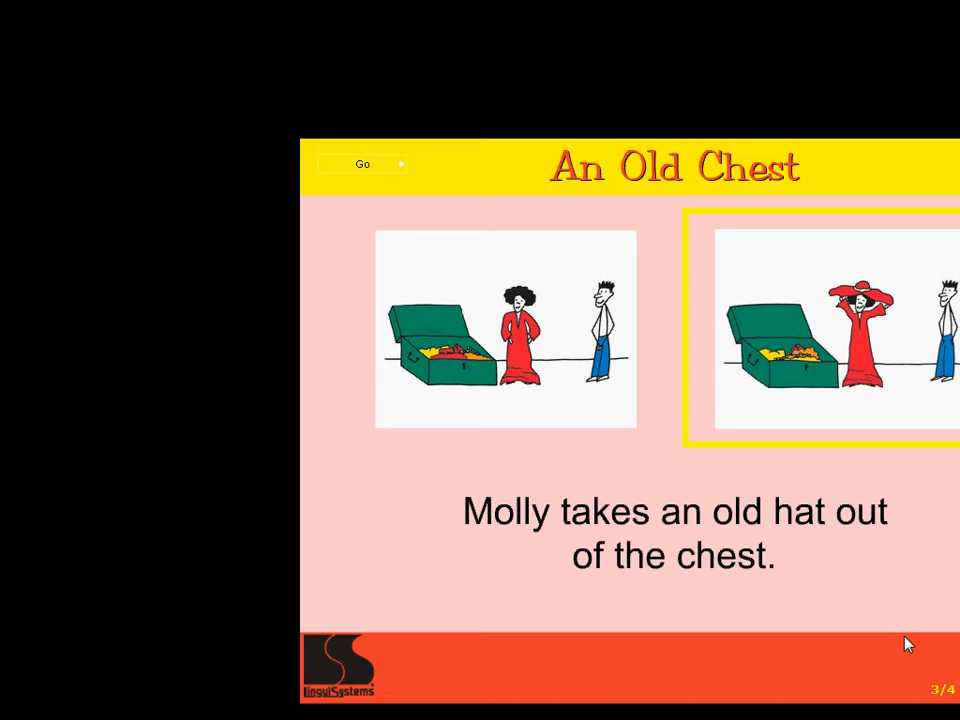 Go
An Old Chest
Molly takes an old hat out
of the chest.
LinguiSystems
3/4